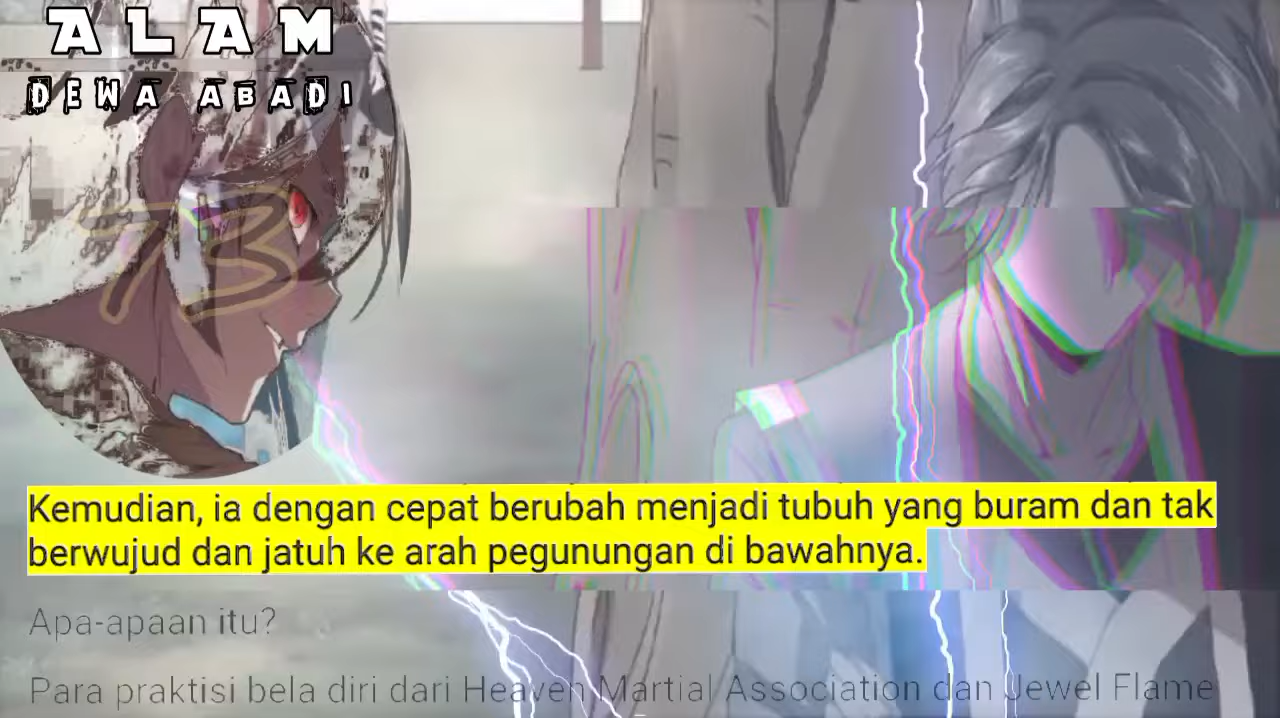 ALAM
DEWA ABADI
7B
Kemudian, ia dengan cepat berubah menjadi tubuh yang buram dan tak
berwujud dan jatuh ke arah pegunungan di bawahnya.
Apa-apaan itu?
Para praktisi bela diri dari Heaven Martial Association dan Jewel Flame